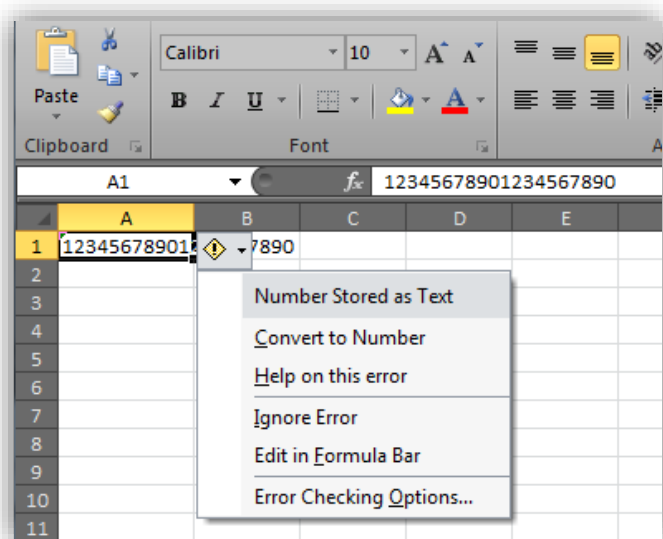 Calibri
10
A A
Paste
B I U
A
Clipboard
Font
A1
fx
12345678901234567890
A B C D E
1
12345678901
7890
2
Number Stored as Text
3
Convert to Number
4
5
Help on this error
6
7
Ignore Error
8
Edit in Formula Bar
9
10
Error Checking Options...
11